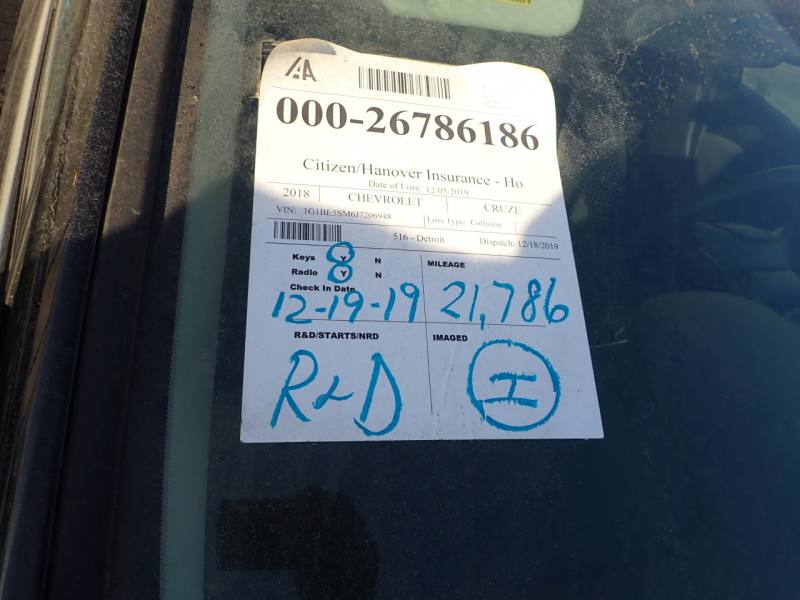 IAA
000-26786186
Citizen/Hanover Insurance - Ho
Date of Loss: 12/05/2019
2018 CHEVROLET CRUZE
VIN: 1G1BE5SM6J7206948 Loss Type: Collision
516 - Detroit Dispatch: 12/18/2019
Keys Y N MILEAGE
Radio Y N
Check In Date
12-19-19 21,786
R&D/STARTS/NRD IMAGED
R&D I